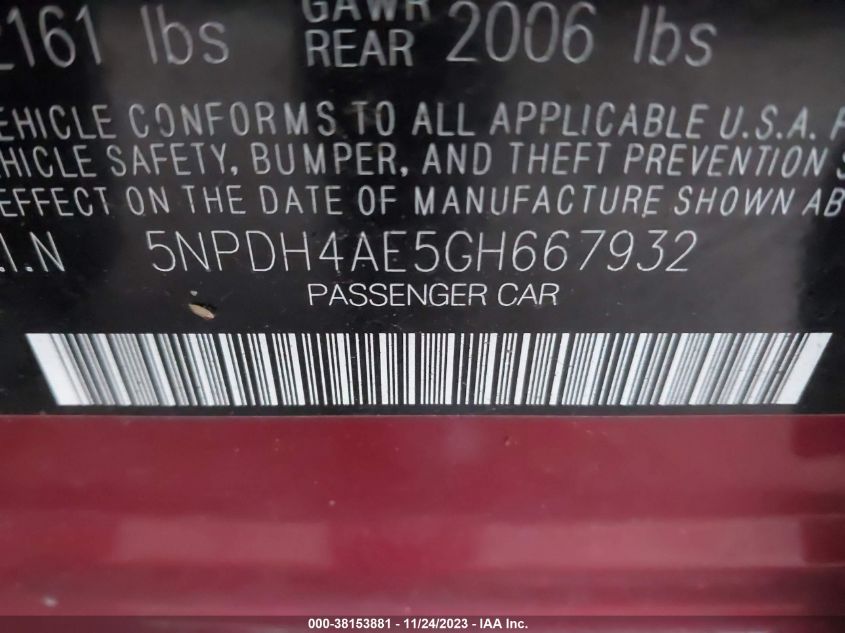 2161 lbs GAWR REAR 2006 lbs
EHICLE CONFORMS TO ALL APPLICABLE U.S.A. F
HICLE SAFETY, BUMPER, AND THEFT PREVENTION S
EFFECT ON THE DATE OF MANUFACTURE SHOWN AB
.I.N 5NPDH4AE5GH667932
PASSENGER CAR
000-38153881 - 11/24/2023 - IAA Inc.